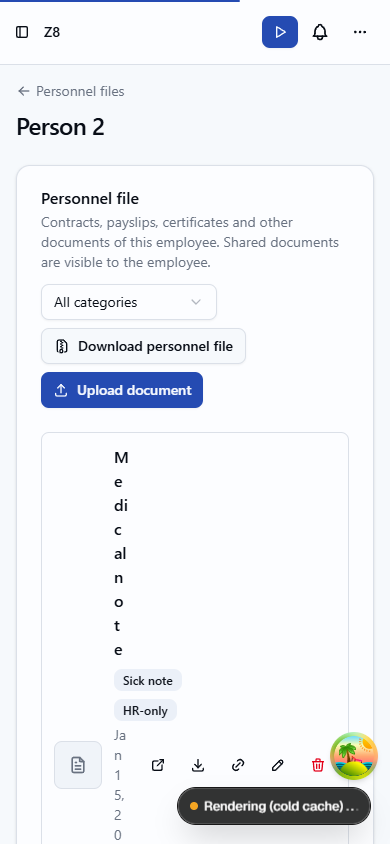 Z8
Personnel files
Person 2
Personnel file
Contracts, payslips, certificates and other
documents of this employee. Shared documents
are visible to the employee.
All categories
Download personnel file
Upload document
M
e
di
c
al
n
o
t
e
Sick note
HR-only
Ja
n
1
5,
2
0
Rendering (cold cache)...